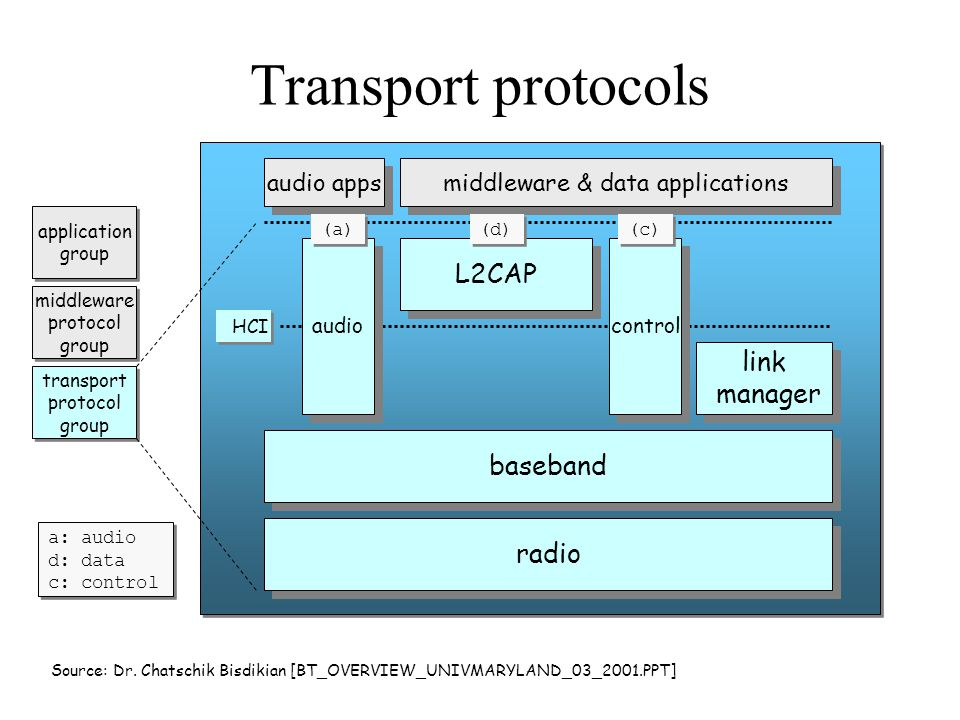 Transport protocols
audio apps
middleware & data applications
(a)
(d)
(c)
application
group
L2CAP
middleware
protocol
group
HCI
audio
control
link
manager
transport
protocol
group
baseband
a: audio
d: data
c: control
radio
Source: Dr. Chatschik Bisdikian [BT_OVERVIEW_UNIVMARYLAND_03_2001.PPT]